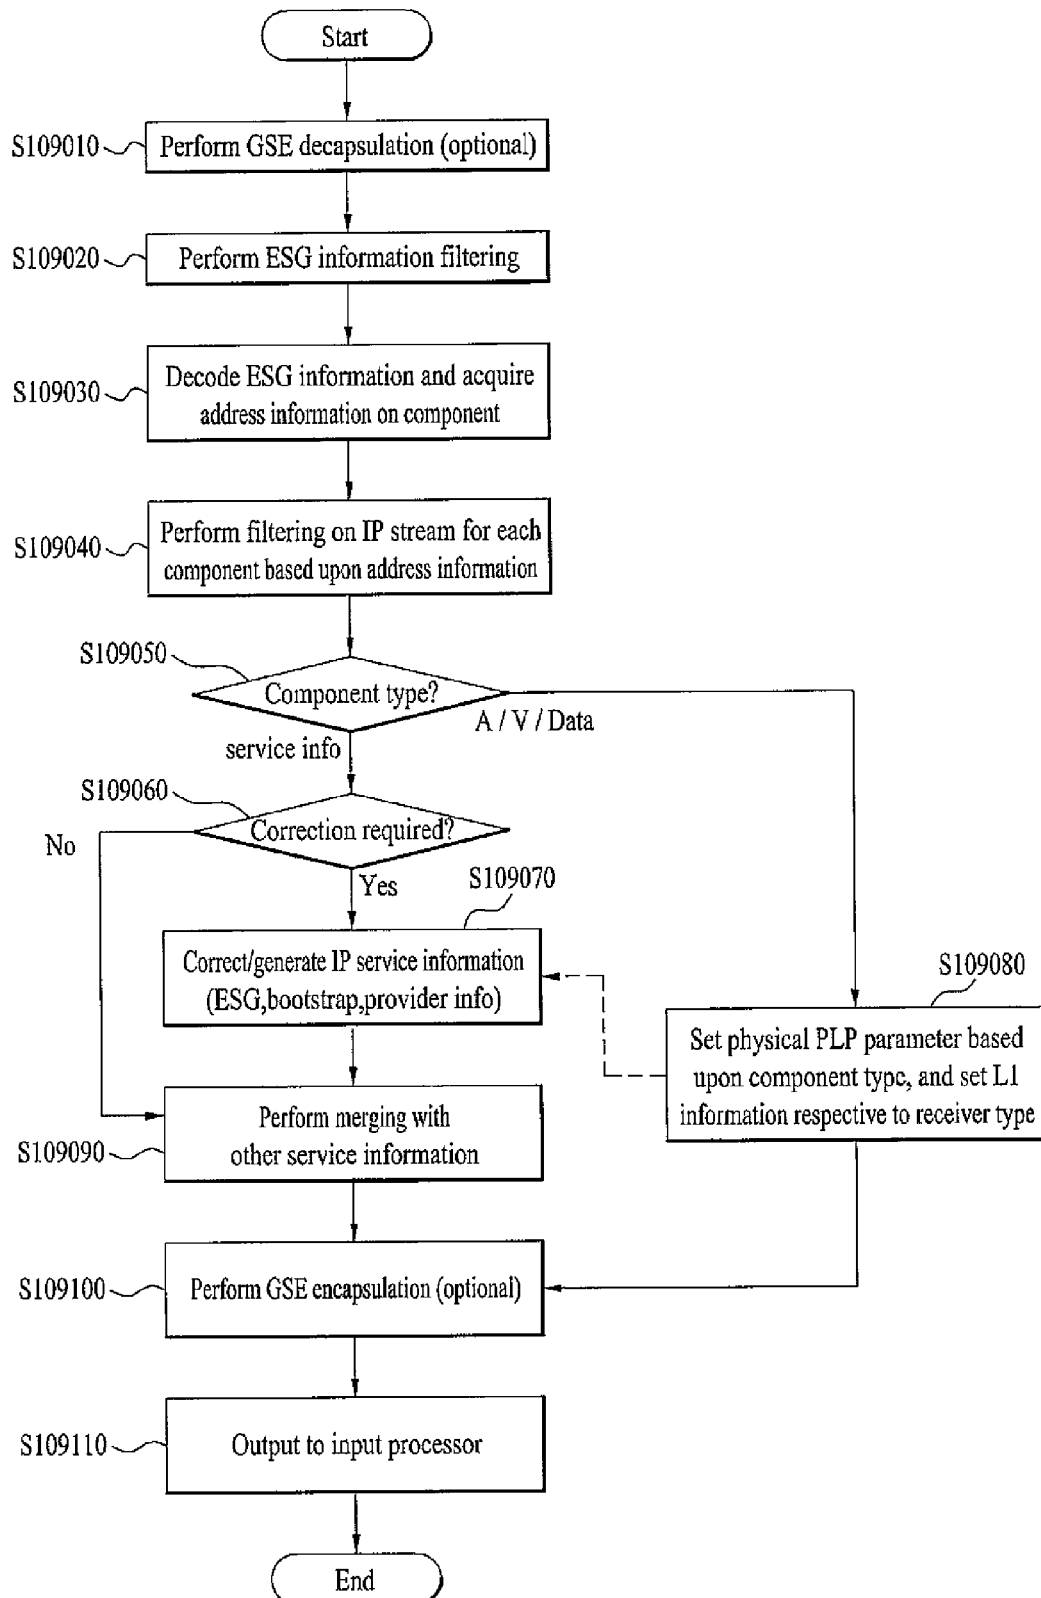 Start
S109010
Perform GSE decapsulation (optional)
S109020
Perform ESG information filtering
S109030
Decode ESG information and acquire
address information on component
S109040
Perform filtering on IP stream for each
component based upon address information
S109050
Component type?
A / V / Data
service info
S109060
Correction required?
No
Yes
S109070
Correct/generate IP service information
(ESG,bootstrap,provider info)
S109080
Set physical PLP parameter based
upon component type, and set L1
information respective to receiver type
S109090
Perform merging with
other service information
S109100
Perform GSE encapsulation (optional)
S109110
Output to input processor
End